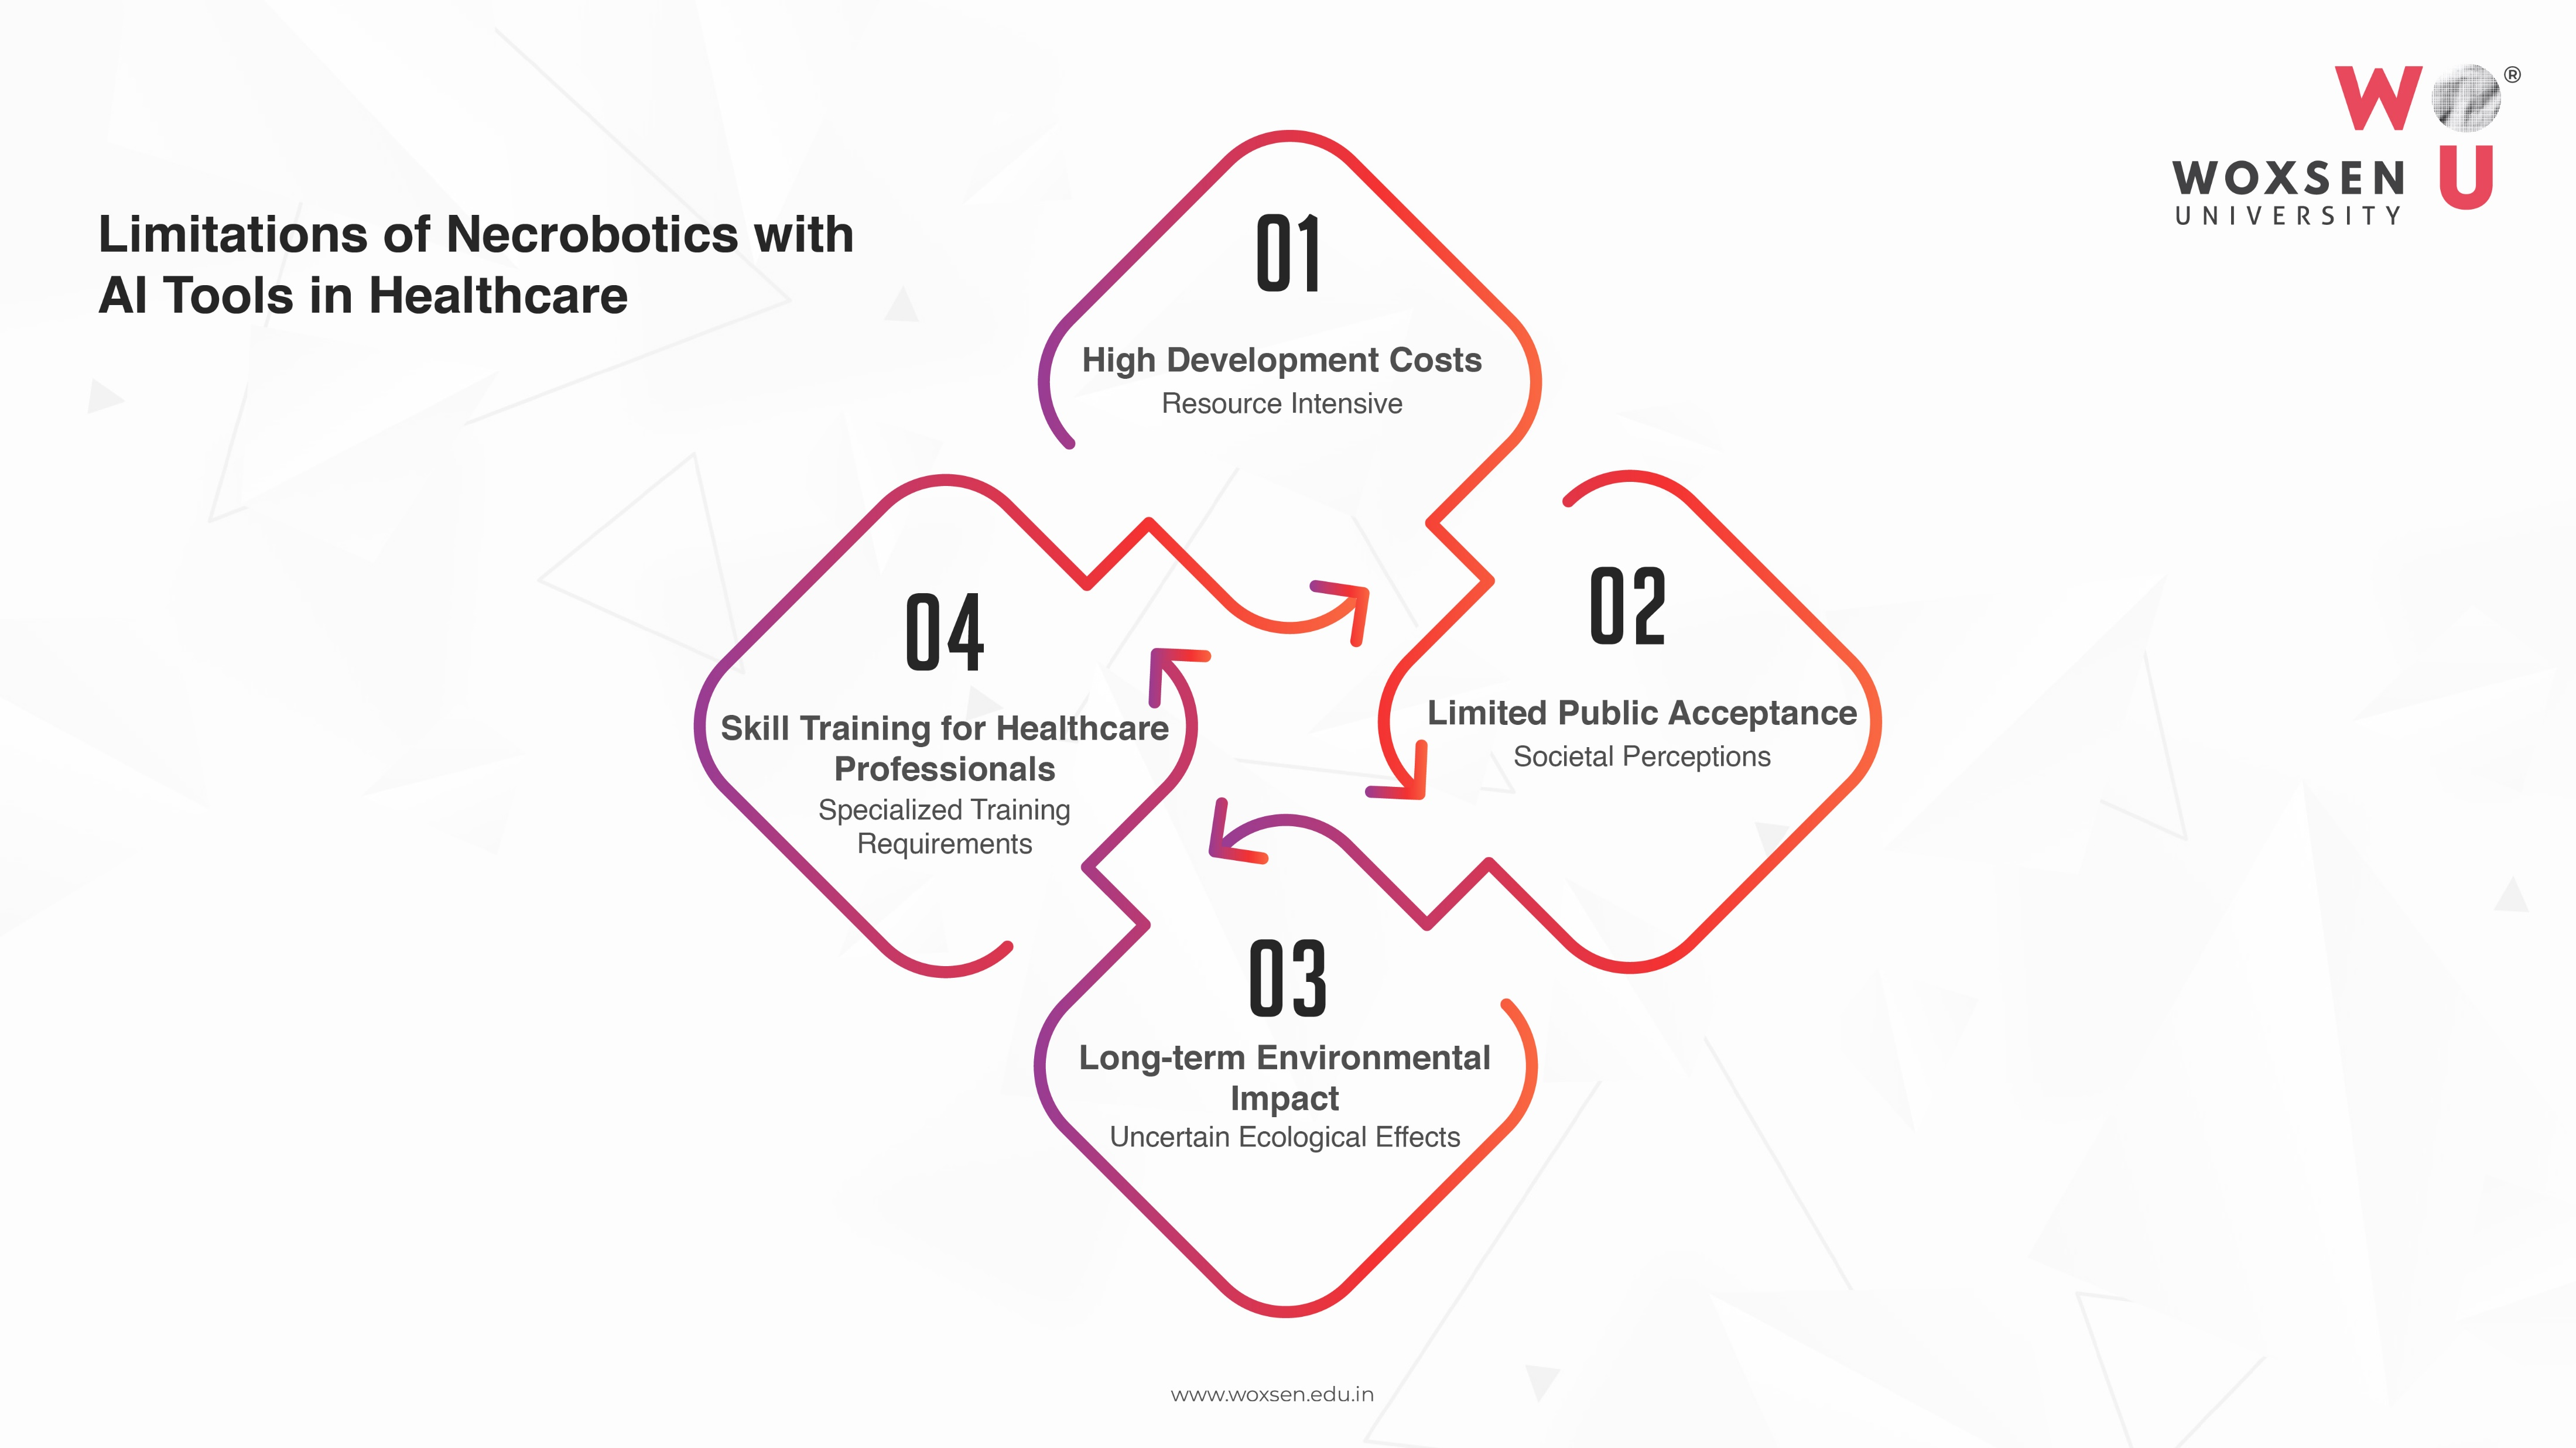 Limitations of Necrobotics with
AI Tools in Healthcare
W ®
WOXSEN U
UNIVERSITY
01
High Development Costs
Resource Intensive
02
Limited Public Acceptance
Societal Perceptions
03
Long-term Environmental
Impact
Uncertain Ecological Effects
04
Skill Training for Healthcare
Professionals
Specialized Training
Requirements
www.woxsen.edu.in